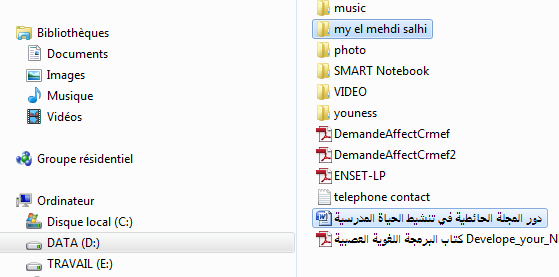 Bibliothèques
Documents
Images
Musique
Vidéos
Groupe résidentiel
Ordinateur
Disque local (C:)
DATA (D:)
TRAVAIL (E:)
music
my el mehdi salhi
photo
SMART Notebook
VIDEO
youness
DemandeAffectCrmef
DemandeAffectCrmef2
ENSET-LP
telephone contact
دور المجلة الحائطية في تنشيط الحياة المدرسية
كتاب البرمجة اللغوية العصبية Develope_your_N